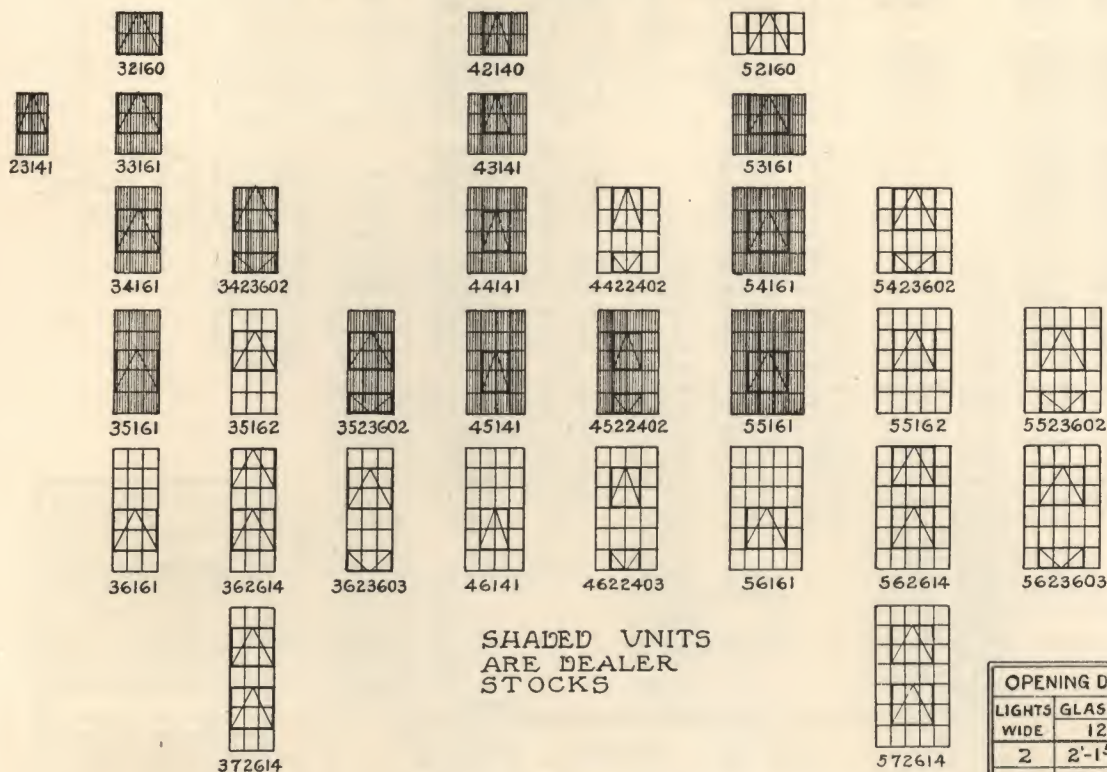 32160 42140 52160
23141 33161 43141 53161
34161 3423602 44141 4422402 54161 5423602
35161 35162 3523602 45141 4522402 55161 55162 5523602
36161 362614 3623603 46141 4622403 56161 562614 5623603
372614 572614
SHADED UNITS
ARE DEALER
STOCKS
OPENING D
LIGHTS GLAS
WIDE 12
2 2'-1